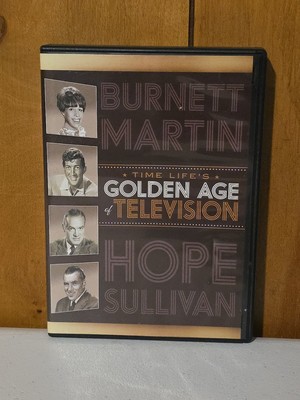 BURNETT
MARTIN
TIME LIFE'S
GOLDEN AGE
of TELEVISION
HOPE
SULLIVAN